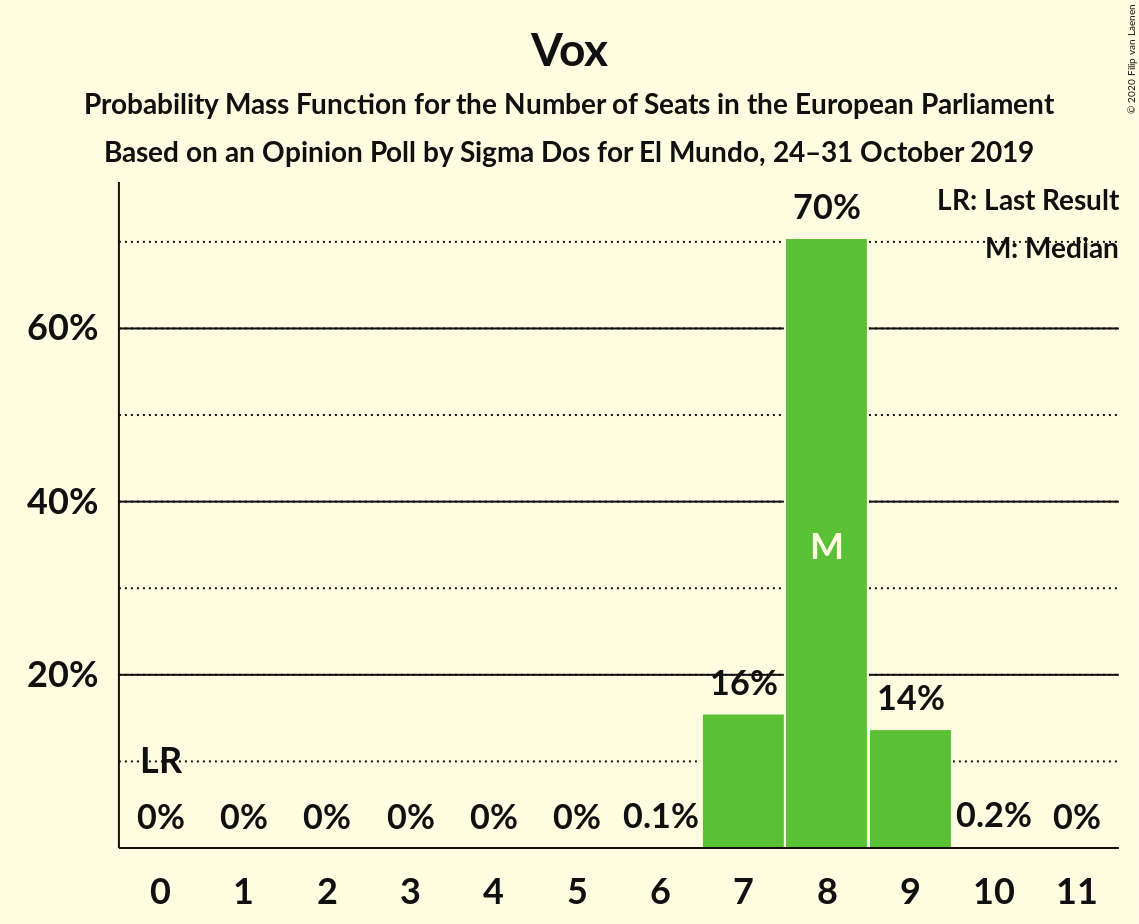 Vox
Probability Mass Function for the Number of Seats in the European Parliament
Based on an Opinion Poll by Sigma Dos for El Mundo, 24–31 October 2019
© 2020 Filip van Laenen
LR: Last Result
M: Median
70%
60%
40%
M
20%
16%
14%
LR
0% 0% 0% 0% 0% 0% 0.1% 0.2% 0%
0 1 2 3 4 5 6 7 8 9 10 11